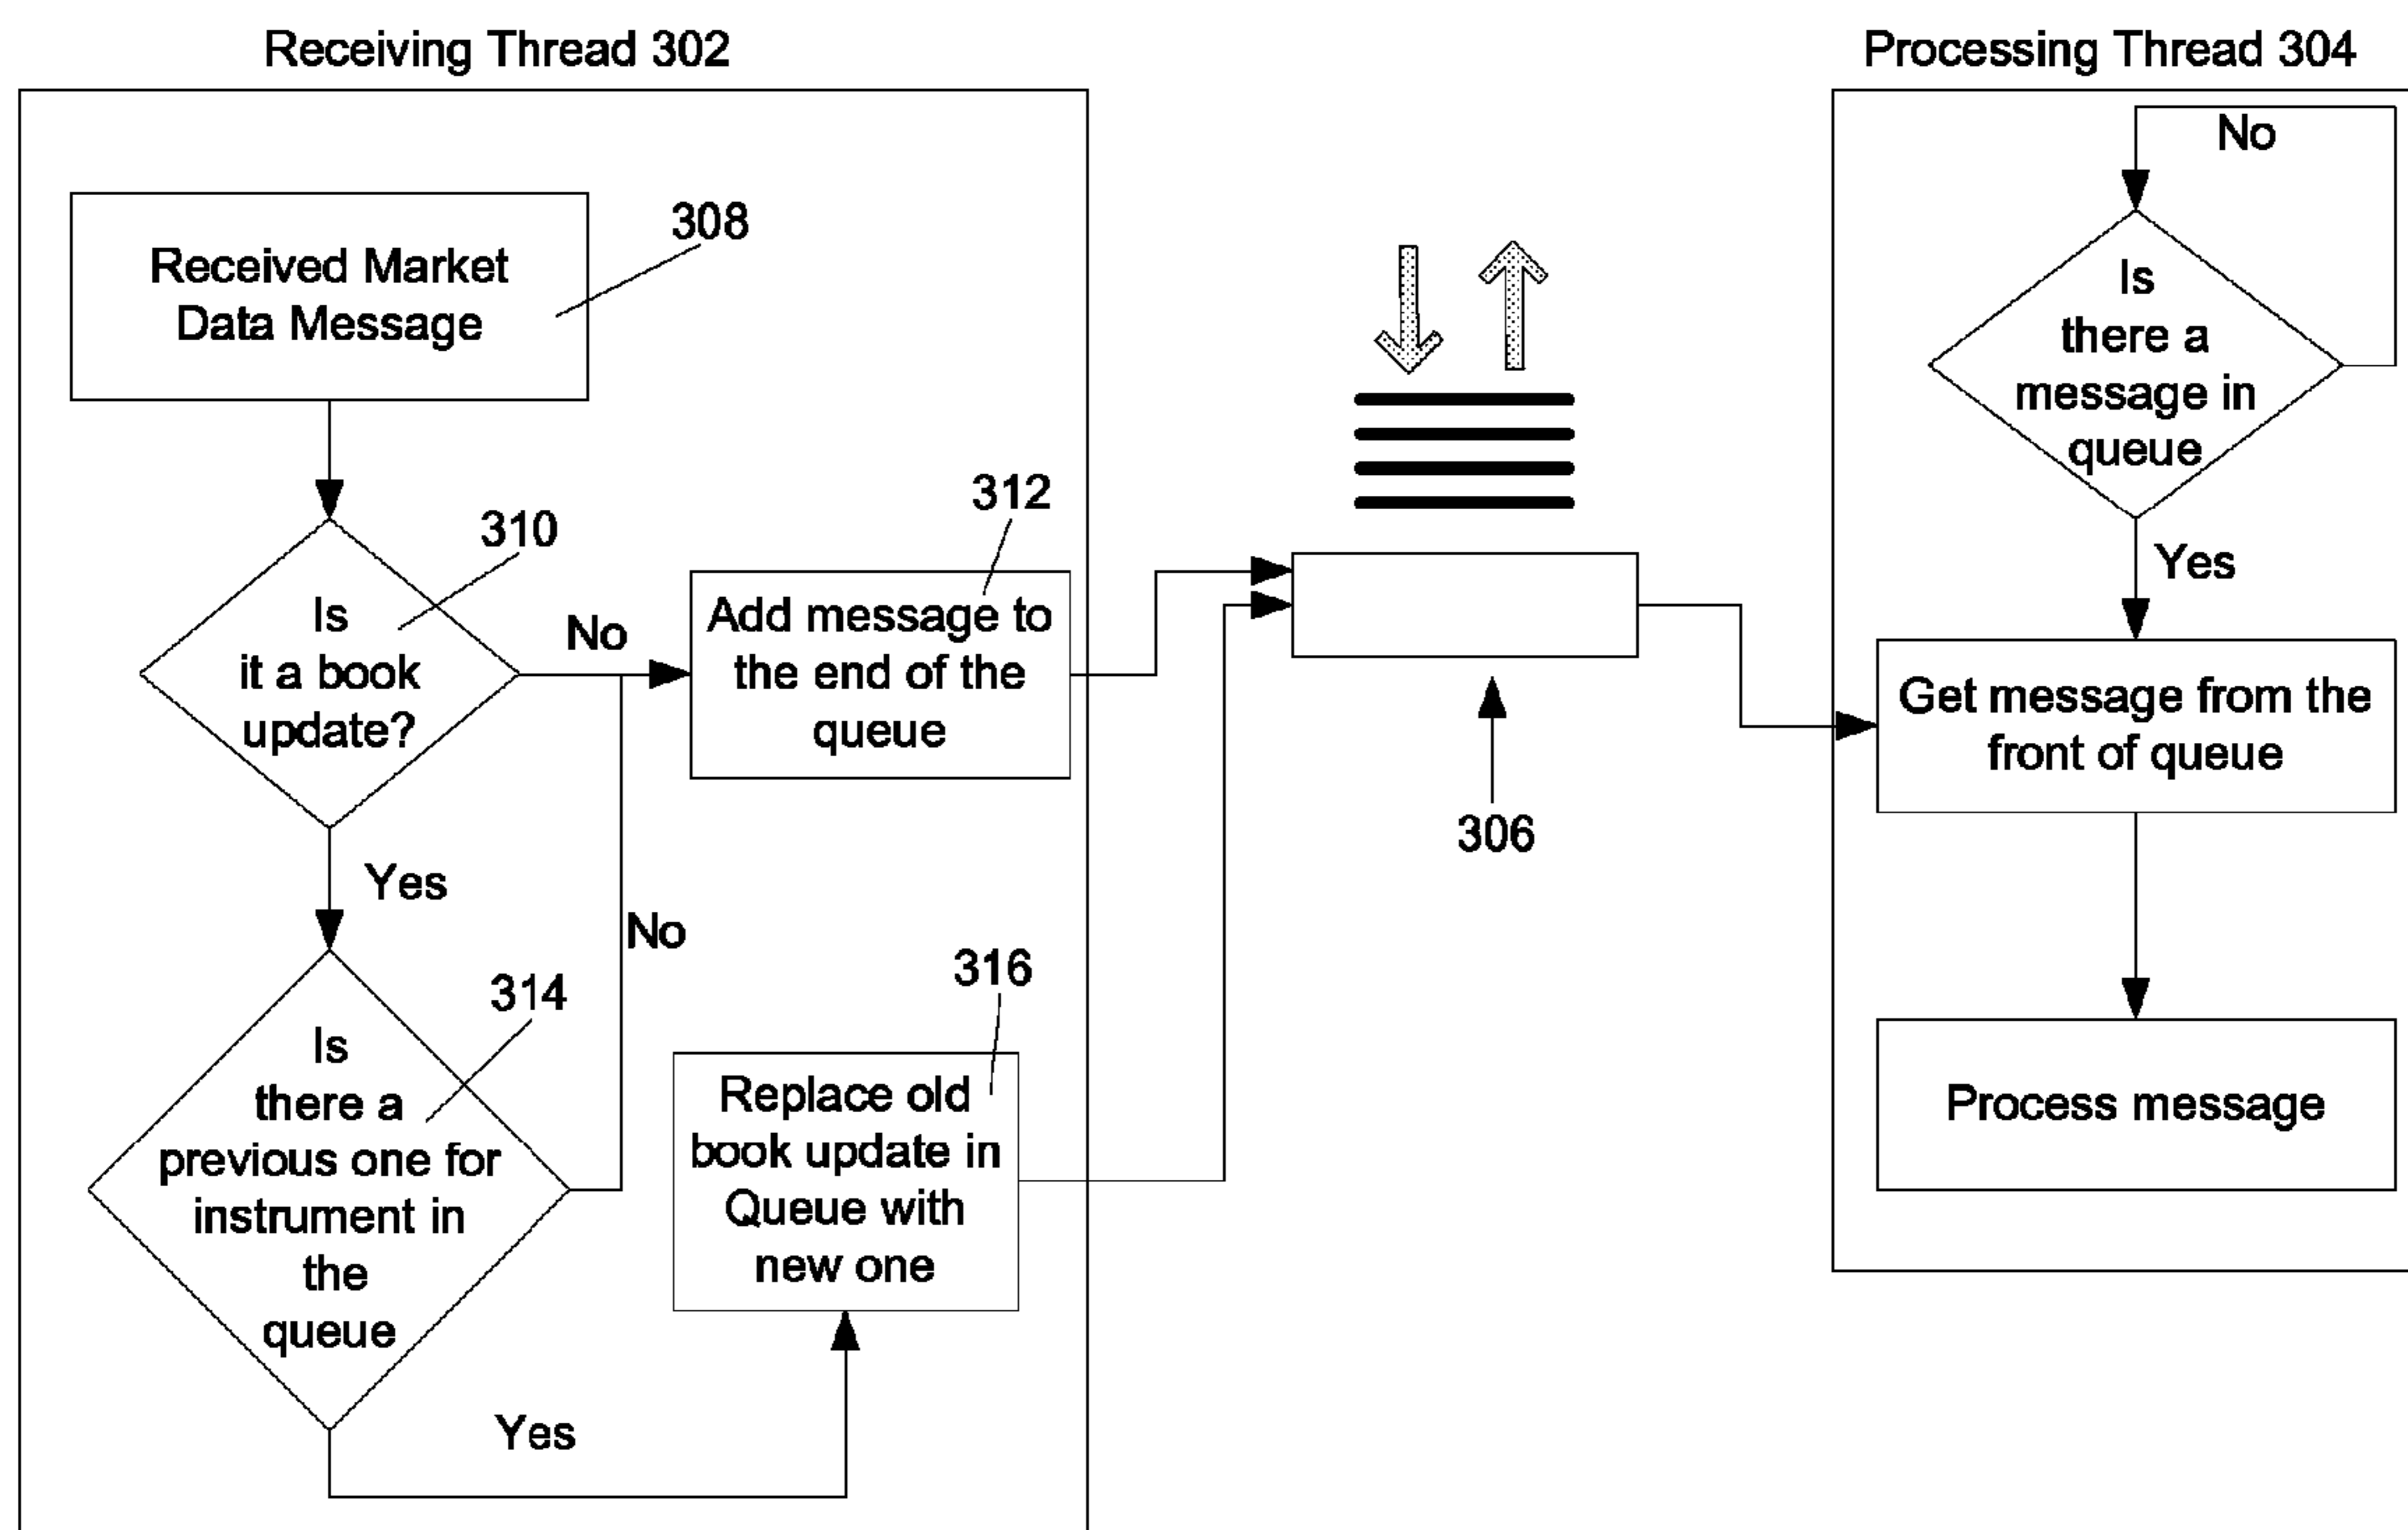 Receiving Thread 302
Received Market
Data Message
308
310
Is
it a book
update?
No
312
Add message to
the end of the
queue
Yes
No
314
Is
there a
previous one for
instrument in
the
queue
Yes
316
Replace old
book update in
Queue with
new one
306
Processing Thread 304
No
Is
there a
message in
queue
Yes
Get message from the
front of queue
Process message